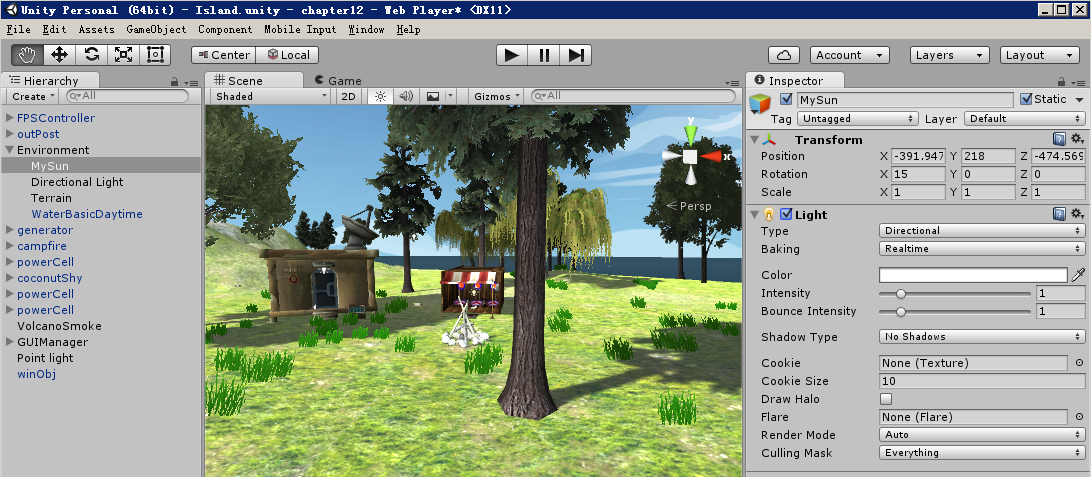 Unity Personal (64bit) - Island.unity - chapter12 - Web Player* <DX11>
File Edit Assets GameObject Component Mobile Input Window Help
Center Local Account Layers Layout
Hierarchy
Create All
FPSController
outPost
Environment
MySun
Directional Light
Terrain
WaterBasicDaytime
generator
campfire
powerCell
coconutShy
powerCell
powerCell
VolcanoSmoke
GUIManager
Point light
winObj
Scene Game
Shaded 2D Gizmos All
y
x
Persp
Inspector
MySun Static
Tag Untagged Layer Default
Transform
Position X -391.947 Y 218 Z -474.569
Rotation X 15 Y 0 Z 0
Scale X 1 Y 1 Z 1
Light
Type Directional
Baking Realtime
Color
Intensity 1
Bounce Intensity 1
Shadow Type No Shadows
Cookie None (Texture)
Cookie Size 10
Draw Halo
Flare None (Flare)
Render Mode Auto
Culling Mask Everything